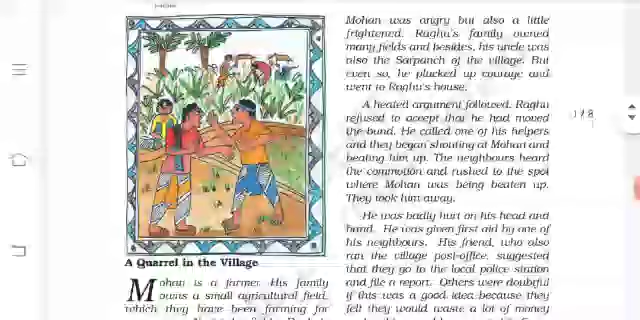 A Quarrel in the Village
Mohan is a farmer. His family
owns a small agricultural field,
which they have been farming for
Mohan was angry but also a little
frightened. Raghu's family owned
many fields and besides, his uncle was
also the Sarpanch of the village. But
even so, he plucked up courage and
went to Raghu's house.
A heated argument followed. Raghu
refused to accept that he had moved
the bund. He called one of his helpers
and they began shouting at Mohan and
beating him up. The neighbours heard
the commotion and rushed to the spot
where Mohan was being beaten up.
They took him away.
He was badly hurt on his head and
hand. He was given first aid by one of
his neighbours. His friend, who also
ran the village post-office, suggested
that they go to the local police station
and file a report. Others were doubtful
if this was a good idea because they
felt they would waste a lot of money